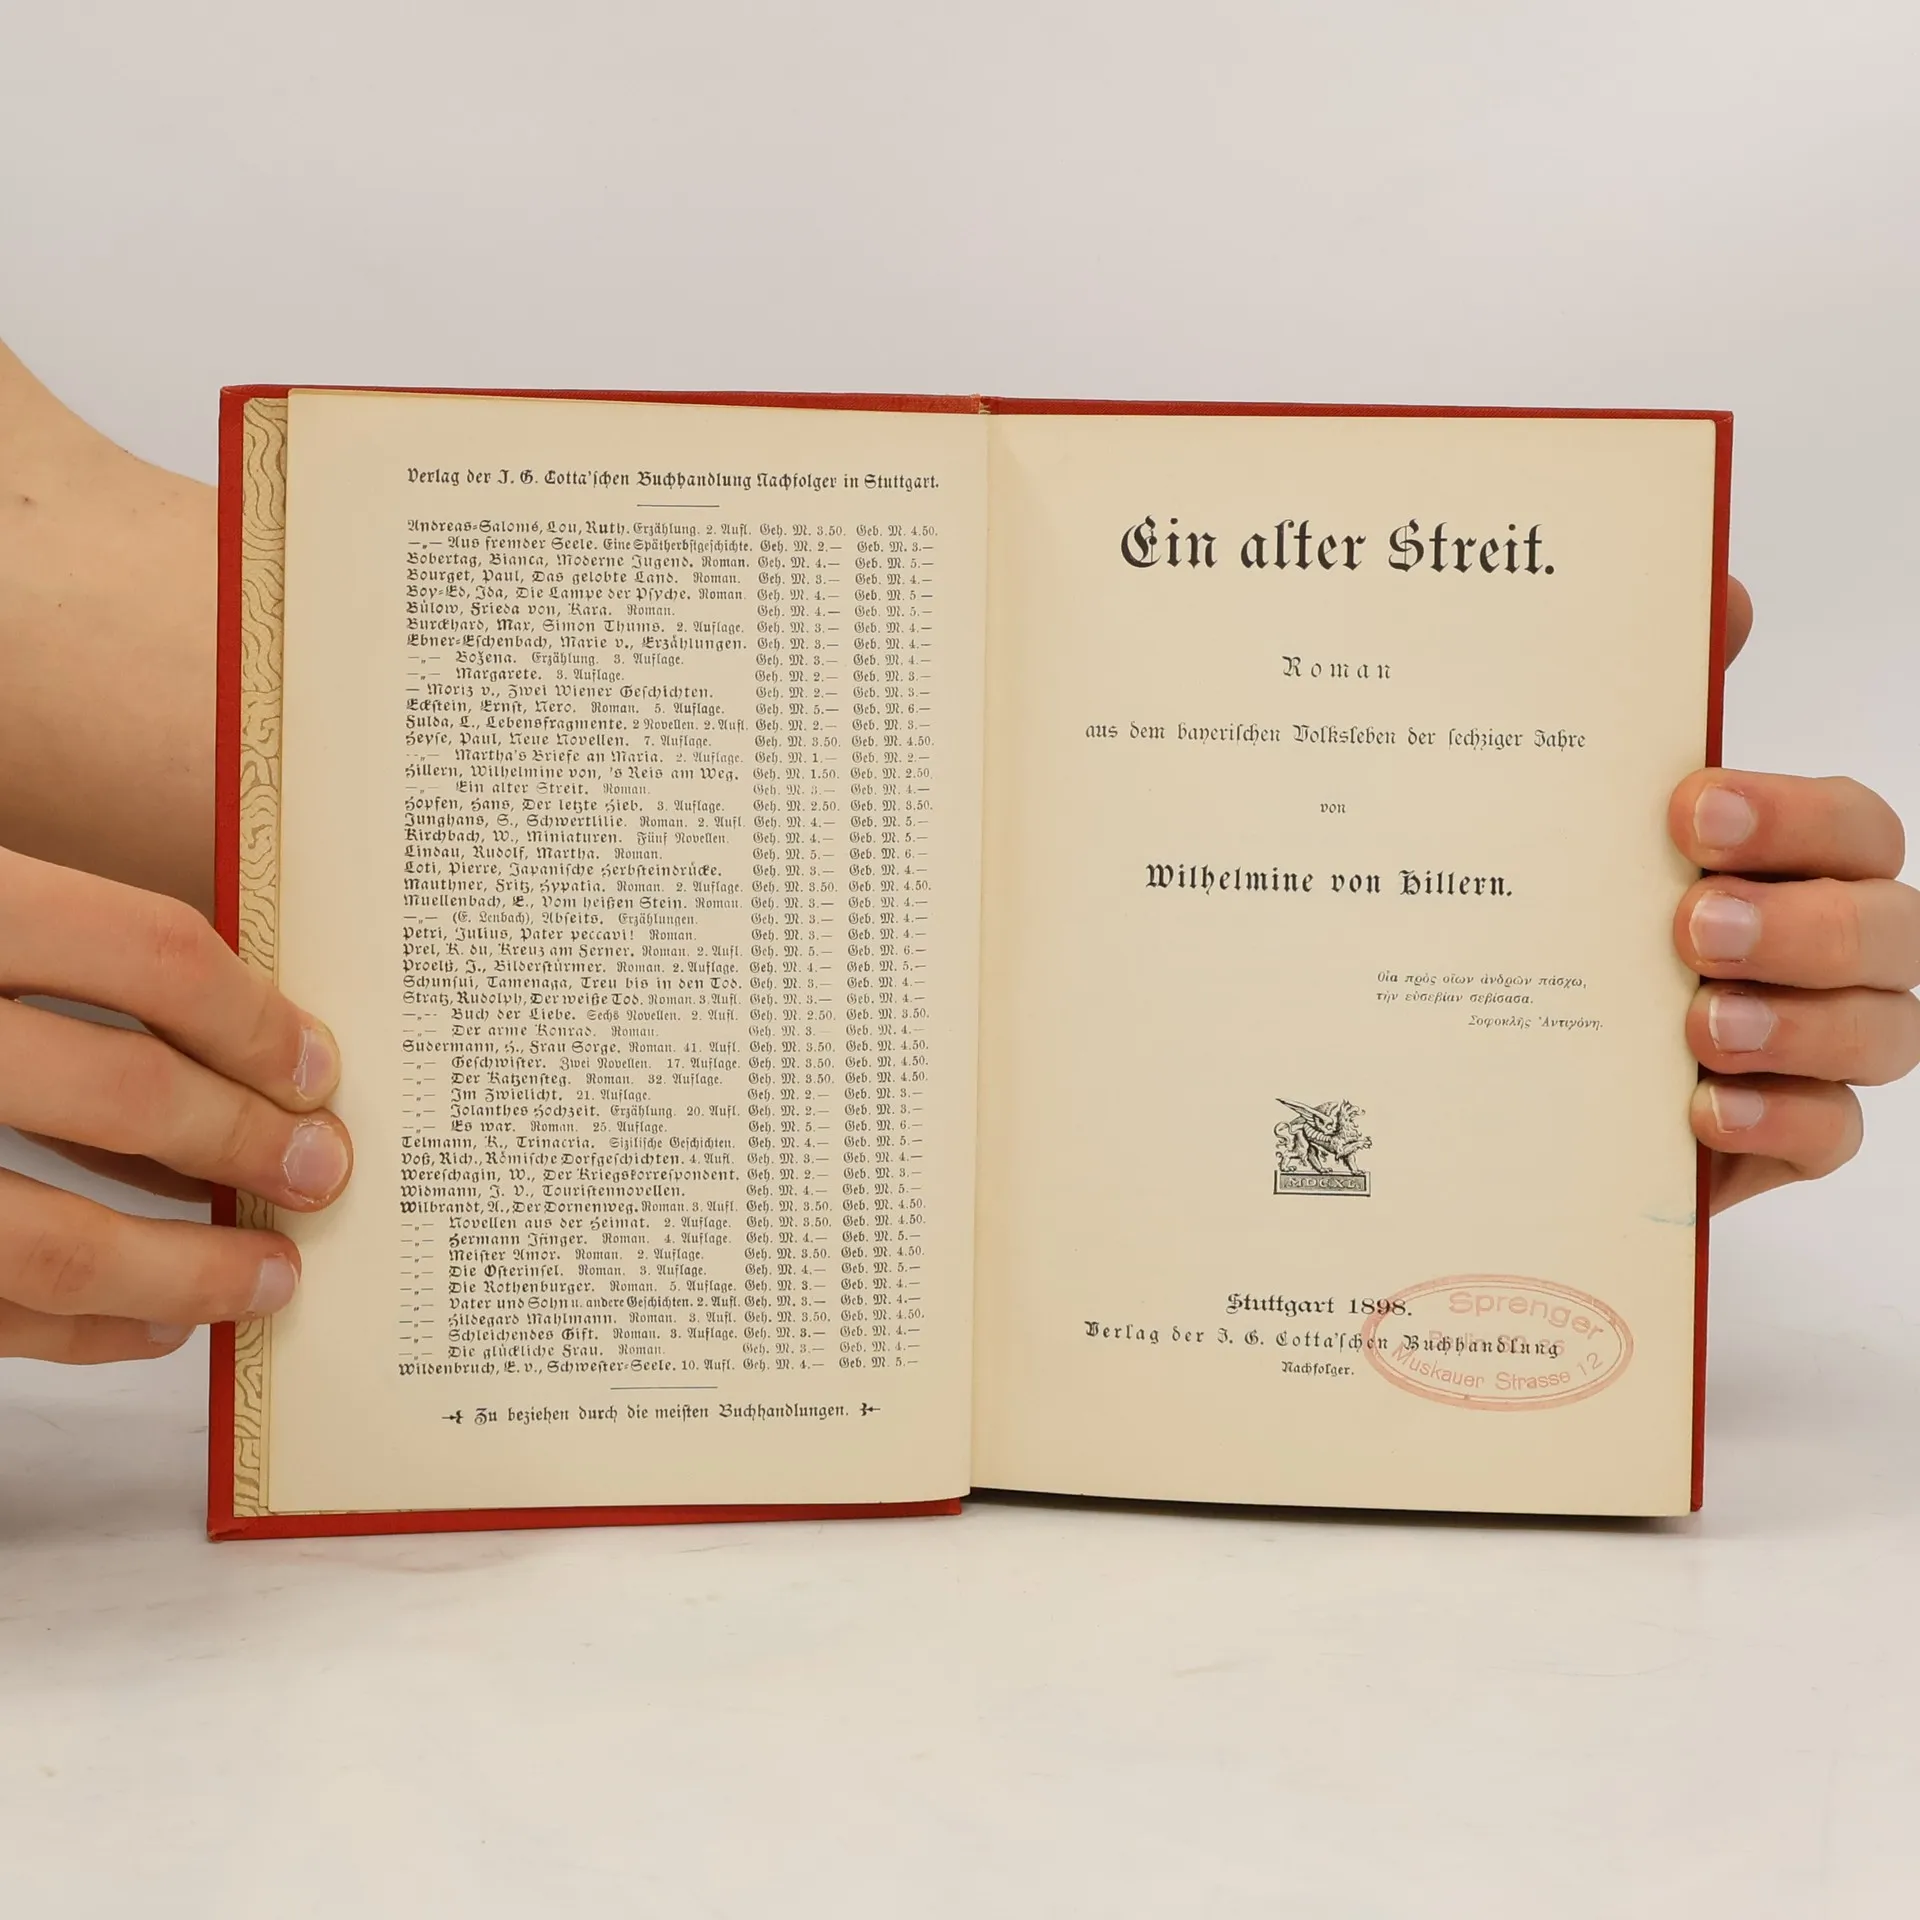 Verlag der J. G. Cotta'schen Buchhandlung Nachfolger in Stuttgart.
Andreas-Salomé, Lou, Ruth. Erzählung. 2. Aufl. Geh. M. 3.50. Geb. M. 4.50.
—„— Aus fremder Seele. Eine Spätherbstgeschichte. Geh. M. 2.— Geb. M. 3.—
Bobertag, Bianca, Moderne Jugend. Roman. Geh. M. 4.— Geb. M. 5.—
Bourget, Paul, Das gelobte Land. Roman. Geh. M. 3.— Geb. M. 4.—
Boy-Ed, Ida, Die Lampe der Psyche. Roman. Geh. M. 4.— Geb. M. 5 —
Bülow, Frieda von, Kara. Roman. Geh. M. 4.— Geb. M. 5.—
Burckhard, Max, Simon Thums. 2. Auflage. Geh. M. 3.— Geb. M. 4.—
Ebner-Eschenbach, Marie v., Erzählungen. Geh. M. 3.— Geb. M. 4.—
—„— Božena. Erzählung. 3. Auflage. Geh. M. 3.— Geb. M. 4.—
—„— Margarete. 3. Auflage. Geh. M. 2.— Geb. M. 3.—
— Moriz v., Zwei Wiener Geschichten. Geh. M. 2.— Geb. M. 3.—
Eckstein, Ernst, Nero. Roman. 5. Auflage. Geh. M. 5.— Geb. M. 6.—
Fulda, L., Lebensfragmente. 2 Novellen. 2. Aufl. Geh. M. 2.— Geb. M. 3.—
Heyse, Paul, Neue Novellen. 7. Auflage. Geh. M. 3.50. Geb. M. 4.50.
—„— Martha's Briefe an Maria. 2. Auflage. Geh. M. 1.— Geb. M. 2.—
Hillern, Wilhelmine von, 's Reis am Weg. Geh. M. 1.50. Geb. M. 2.50.
—„— Ein alter Streit. Roman. Geh. M. 3.— Geb. M. 4.—
Hopfen, Hans, Der letzte Hieb. 3. Auflage. Geh. M. 2.50. Geb. M. 3.50.
Junghans, S., Schwertlilie. Roman. 2. Aufl. Geh. M. 4.— Geb. M. 5.—
Kirchbach, W., Miniaturen. Fünf Novellen. Geh. M. 4.— Geb. M. 5.—
Lindau, Rudolf, Martha. Roman. Geh. M. 5.— Geb. M. 6.—
Loti, Pierre, Japanische Herbsteindrücke. Geh. M. 3.— Geb. M. 4.—
Mauthner, Fritz, Hypatia. Roman. 2. Auflage. Geh. M. 3.50. Geb. M. 4.50.
Muellenbach, E., Vom heißen Stein. Roman. Geh. M. 3.— Geb. M. 4.—
—„— (E. Lenbach), Abseits. Erzählungen. Geh. M. 3.— Geb. M. 4.—
Petri, Julius, Pater peccavi! Roman. Geh. M. 3.— Geb. M. 4.—
Prel, K. du, Kreuz am Ferner. Roman. 2. Aufl. Geh. M. 5.— Geb. M. 6.—
Proelß, J., Bilderstürmer. Roman. 2. Auflage. Geh. M. 4.— Geb. M. 5.—
Schunsui, Tamenaga, Treu bis in den Tod. Geh. M. 3.— Geb. M. 4.—
Stratz, Rudolph, Der weiße Tod. Roman. 3. Aufl. Geh. M. 3.— Geb. M. 4.—
—„— Buch der Liebe. Sechs Novellen. 2. Aufl. Geh. M. 2.50. Geb. M. 3.50.
—„— Der arme Konrad. Roman. Geh. M. 3.— Geb. M. 4.—
Sudermann, H., Frau Sorge. Roman. 41. Aufl. Geh. M. 3.50. Geb. M. 4.50.
—„— Geschwister. Zwei Novellen. 17. Auflage. Geh. M. 3.50. Geb. M. 4.50.
—„— Der Katzensteg. Roman. 32. Auflage. Geh. M. 3.50. Geb. M. 4.50.
—„— Im Zwielicht. 21. Auflage. Geh. M. 2.— Geb. M. 3.—
—„— Jolanthes Hochzeit. Erzählung. 20. Aufl. Geh. M. 2.— Geb. M. 3.—
—„— Es war. Roman. 25. Auflage. Geh. M. 5.— Geb. M. 6.—
Telmann, K., Trinacria. Sizilische Geschichten. Geh. M. 4.— Geb. M. 5.—
Voß, Rich., Römische Dorfgeschichten. 4. Aufl. Geh. M. 3.— Geb. M. 4.—
Wereschagin, W., Der Kriegskorrespondent. Geh. M. 2.— Geb. M. 3.—
Widmann, J. V., Touristennovellen. Geh. M. 4.— Geb. M. 5.—
Wilbrandt, A., Der Dornenweg. Roman. 3. Aufl. Geh. M. 3.50. Geb. M. 4.50.
—„— Novellen aus der Heimat. 2. Auflage. Geh. M. 3.50. Geb. M. 4.50.
—„— Hermann Ifinger. Roman. 4. Auflage. Geh. M. 4.— Geb. M. 5.—
—„— Meister Amor. Roman. 2. Auflage. Geh. M. 3.50. Geb. M. 4.50.
—„— Die Osterinsel. Roman. 3. Auflage. Geh. M. 4.— Geb. M. 5.—
—„— Die Rothenburger. Roman. 5. Auflage. Geh. M. 3.— Geb. M. 4.—
—„— Vater und Sohn u. andere Geschichten. 2. Aufl. Geh. M. 3.— Geb. M. 4.—
—„— Hildegard Mahlmann. Roman. 3. Aufl. Geh. M. 3.50. Geb. M. 4.50.
—„— Schleichendes Gift. Roman. 3. Auflage. Geh. M. 3.— Geb. M. 4.—
—„— Die glückliche Frau. Roman. Geh. M. 3.— Geb. M. 4.—
Wildenbruch, E. v., Schwester-Seele. 10. Aufl. Geh. M. 4.— Geb. M. 5.—
Zu beziehen durch die meisten Buchhandlungen.
Ein alter Streit.
Roman
aus dem bayerischen Volksleben der sechziger Jahre
von
Wilhelmine von Hillern.
Οἷα πρὸς οἵων ἀνδρῶν πάσχω,
τὴν εὐσεβίαν σεβίσασα.
Σοφοκλῆς Ἀντιγόνη.
MDCXL
Stuttgart 1898.
Verlag der J. G. Cotta'schen Buchhandlung
Nachfolger.
Sprenger
Berlin SO 36
Muskauer Strasse 12